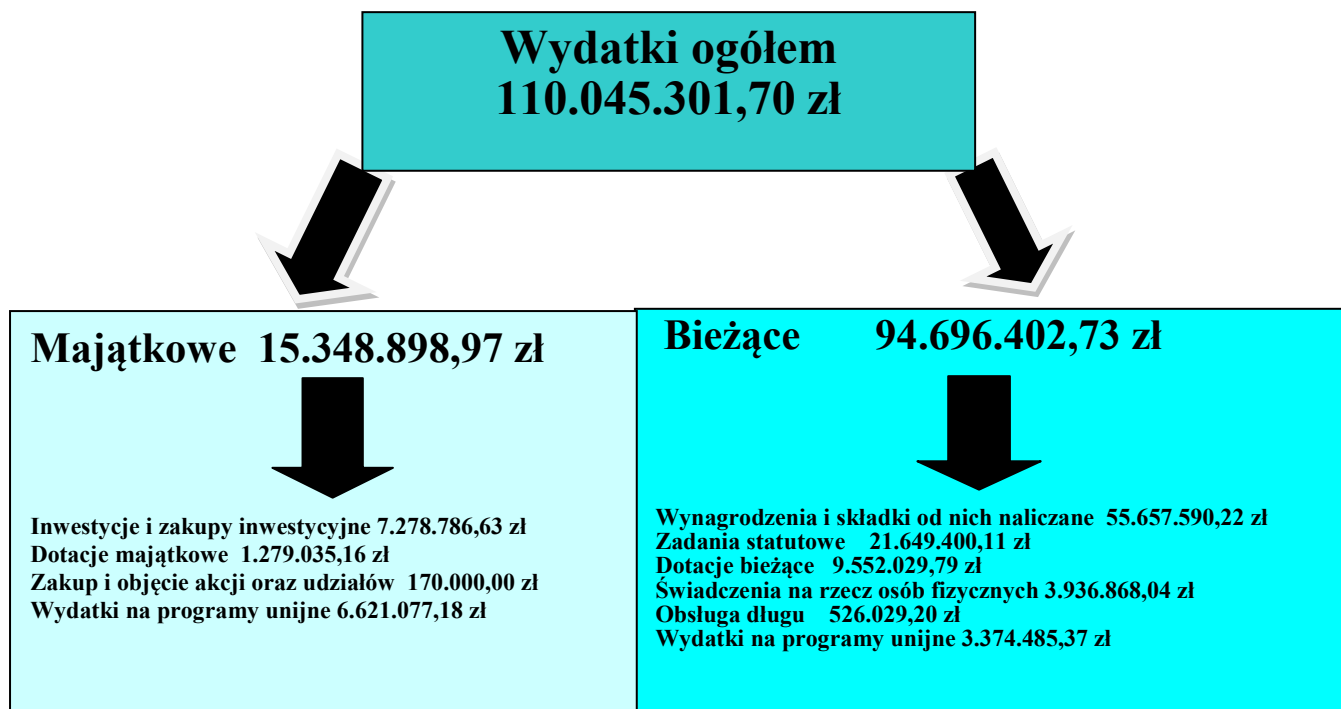 Wydatki ogółem
110.045.301,70 zł
Majątkowe 15.348.898,97 zł
Inwestycje i zakupy inwestycyjne 7.278.786,63 zł
Dotacje majątkowe 1.279.035,16 zł
Zakup i objęcie akcji oraz udziałów 170.000,00 zł
Wydatki na programy unijne 6.621.077,18 zł
Bieżące 94.696.402,73 zł
Wynagrodzenia i składki od nich naliczane 55.657.590,22 zł
Zadania statutowe 21.649.400,11 zł
Dotacje bieżące 9.552.029,79 zł
Świadczenia na rzecz osób fizycznych 3.936.868,04 zł
Obsługa długu 526.029,20 zł
Wydatki na programy unijne 3.374.485,37 zł